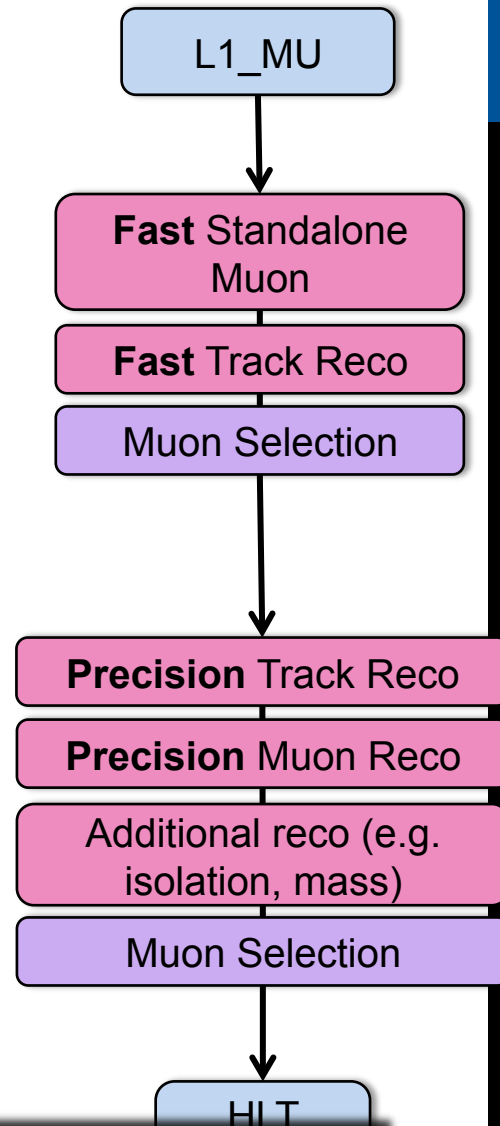 L1_MU
Fast Standalone
Muon
Fast Track Reco
Muon Selection
Precision Track Reco
Precision Muon Reco
Additional reco (e.g.
isolation, mass)
Muon Selection
HLT